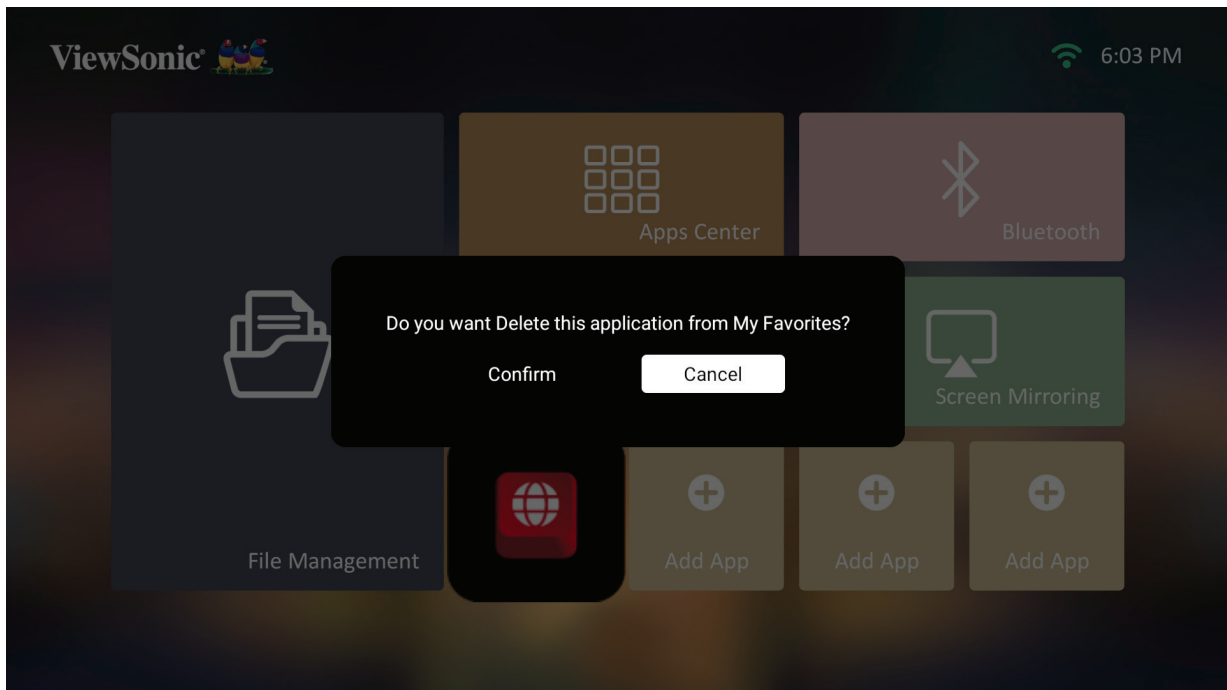 ViewSonic®
6:03 PM
Apps Center
Bluetooth
Do you want Delete this application from My Favorites?
Confirm
Cancel
Screen Mirroring
File Management
Add App
Add App
Add App